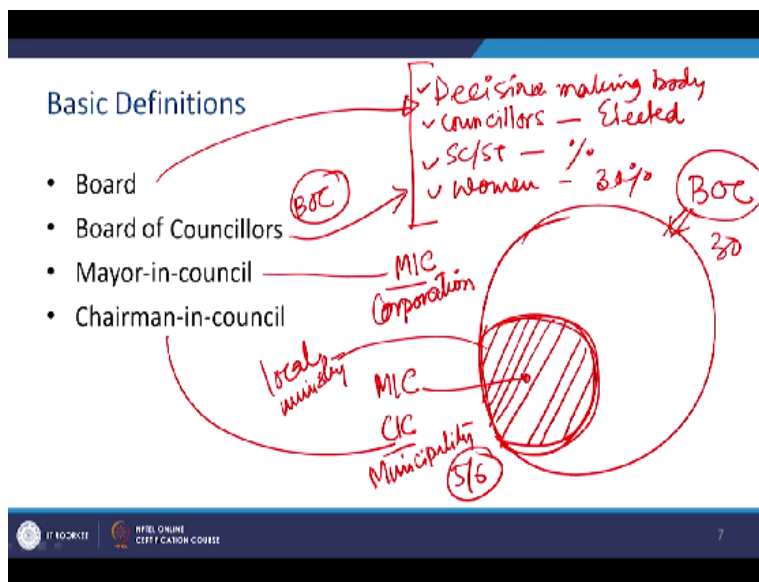 Basic Definitions
• Board
• Board of Councillors
• Mayor-in-council
• Chairman-in-council
BOC
✓ Decision making body
✓ Councillors — Elected
✓ SC/ST — %
✓ Women - 30%
BOC
30
MIC
Corporation
local
ministry
MIC
CIC
Municipality
5/6
IIT ROORKEE
NPTEL ONLINE
CERTIFICATION COURSE
7